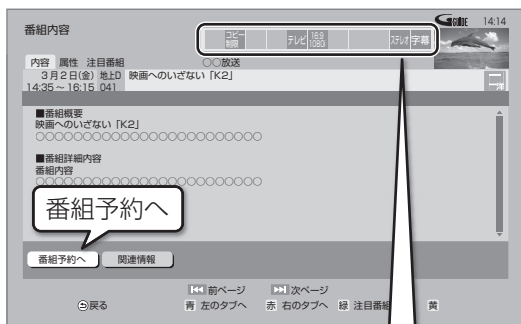 番組内容
コピー制限 テレビ 16:9 1080i ステレオ 字幕
G GUIDE 14:14
内容 属性 注目番組 ○○放送
3月2日(金) 地上D 映画へのいざない「K2」
14:35～16:15 041
二 洋
■番組概要
映画へのいざない「K2」
○○○○○○○○○○○○○○○○○○○○○○○○
■番組詳細内容
番組内容
○○○○○○○○○○○○○○○○○○○○○○○○
番組予約へ
番組予約へ 関連情報
前ページ 次ページ
戻る 青 左のタブへ 赤 右のタブへ 緑 注目番組 黄